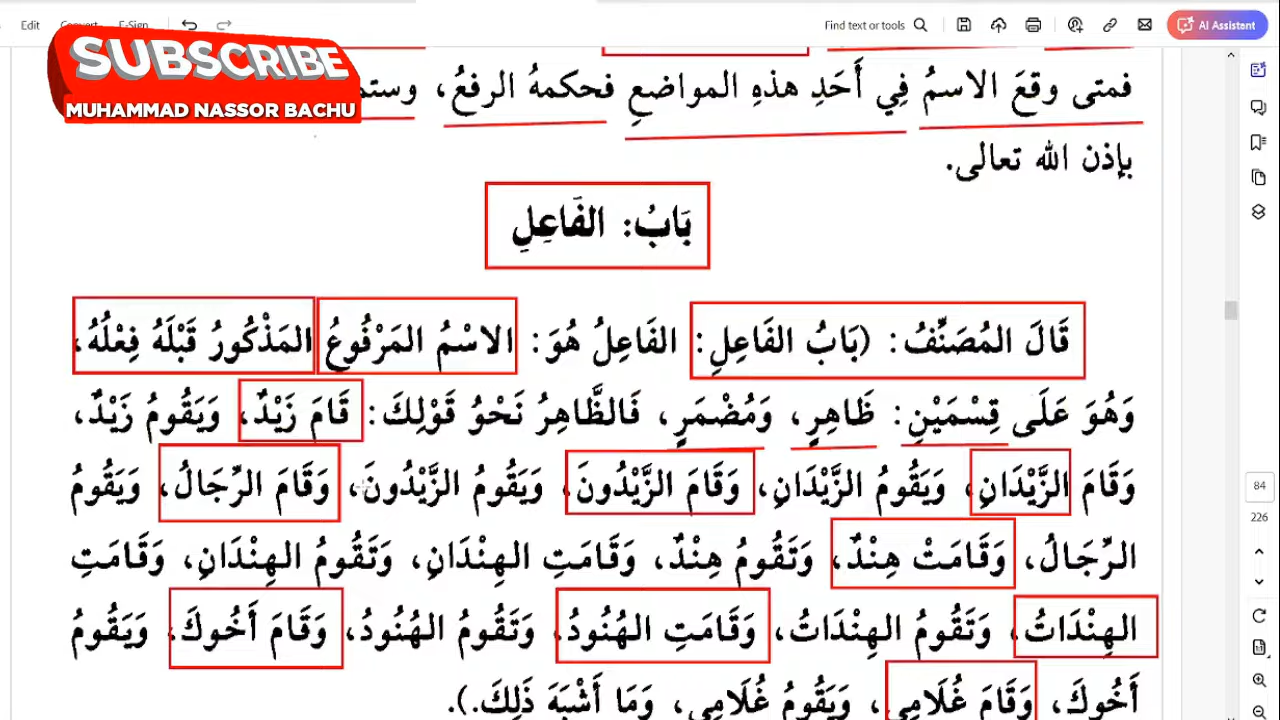 Edit Convert E-Sign Find text or tools AI Assistant
SUBSCRIBE
MUHAMMAD NASSOR BACHU
فمتى وقعَ الاسمُ فِي أَحَدِ هذهِ المواضعِ فحكمهُ الرفعُ،
بإذن الله تعالى.
بَابُ: الفَاعِلِ
قَالَ المُصَنِّفُ: (بَابُ الفَاعِلِ: الفَاعِلُ هُوَ: الاسْمُ المَرْفُوعُ المَذْكُورُ قَبْلَهُ فِعْلُهُ،
وَهُوَ عَلَى قِسْمَيْنِ: ظَاهِرٍ، وَمُضْمَرٍ، فَالظَّاهِرُ نَحْوُ قَوْلِكَ: قَامَ زَيْدٌ، وَيَقُومُ زَيْدٌ،
وَقَامَ الزَّيْدَانِ، وَيَقُومُ الزَّيْدَانِ، وَقَامَ الزَّيْدُونَ، وَيَقُومُ الزَّيْدُونَ، وَقَامَ الرِّجَالُ، وَيَقُومُ
الرِّجَالُ، وَقَامَتْ هِنْدٌ، وَتَقُومُ هِنْدٌ، وَقَامَتِ الهِنْدَانِ، وَتَقُومُ الهِنْدَانِ، وَقَامَتِ
الهِنْدَاتُ، وَتَقُومُ الهِنْدَاتُ، وَقَامَتِ الهُنُودُ، وَتَقُومُ الهُنُودُ، وَقَامَ أَخُوكَ، وَيَقُومُ
أَخُوكَ، وَقَامَ غُلَامِي، وَيَقُومُ غُلَامِي، وَمَا أَشْبَهَ ذَلِكَ.).
84
226